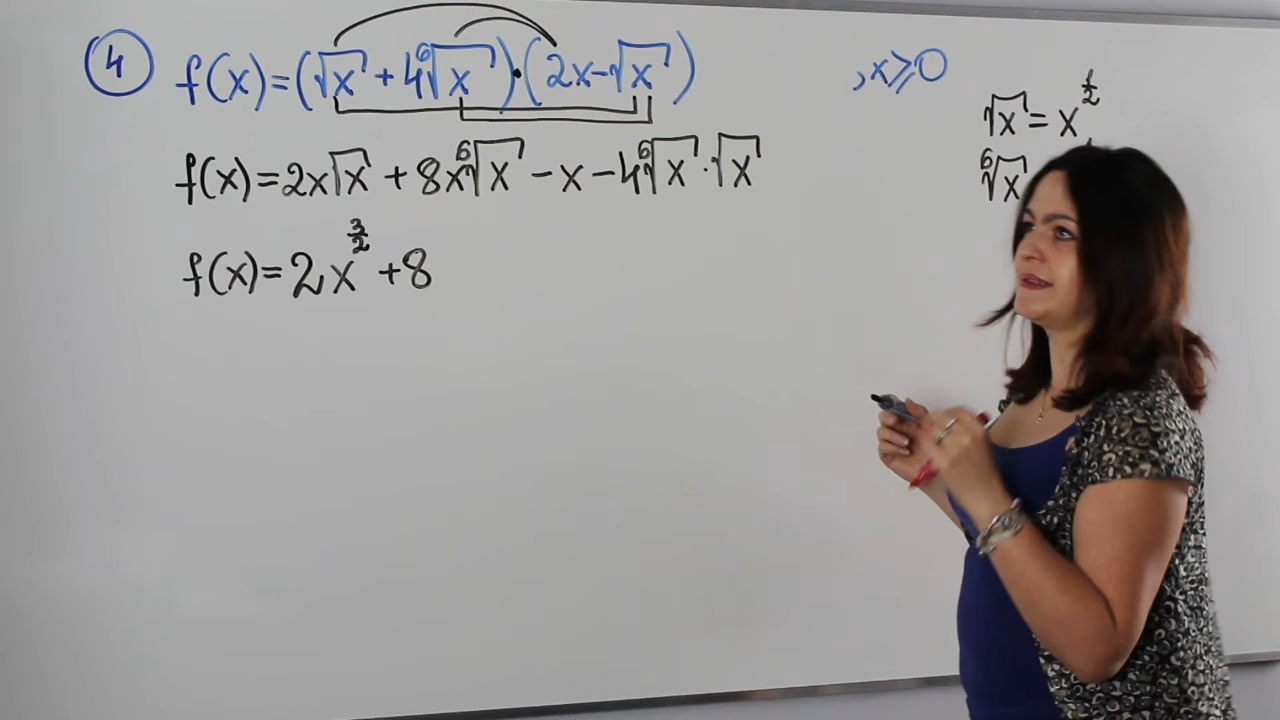 ④ f(x)=(√x + 4⁶√x)·(2x-√x) , x⩾0
√x = x^1/2
f(x)=2x√x + 8x⁶√x - x - 4⁶√x·√x
⁶√x
f(x)=2x^3/2 +8